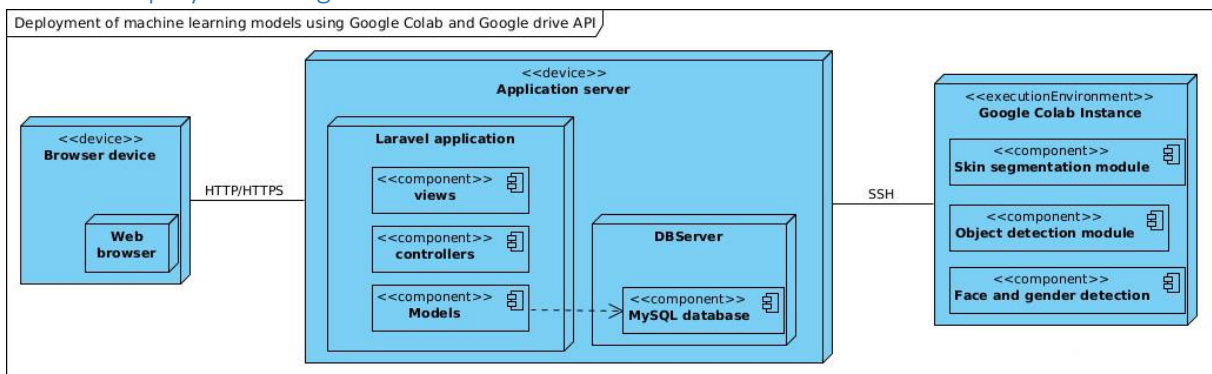 Deployment of machine learning models using Google Colab and Google drive API
<<device>>
Browser device
Web
browser
HTTP/HTTPS
<<device>>
Application server
Laravel application
<<component>>
views
<<component>>
controllers
<<component>>
Models
DBServer
<<component>>
MySQL database
SSH
<<executionEnvironment>>
Google Colab Instance
<<component>>
Skin segmentation module
<<component>>
Object detection module
<<component>>
Face and gender detection